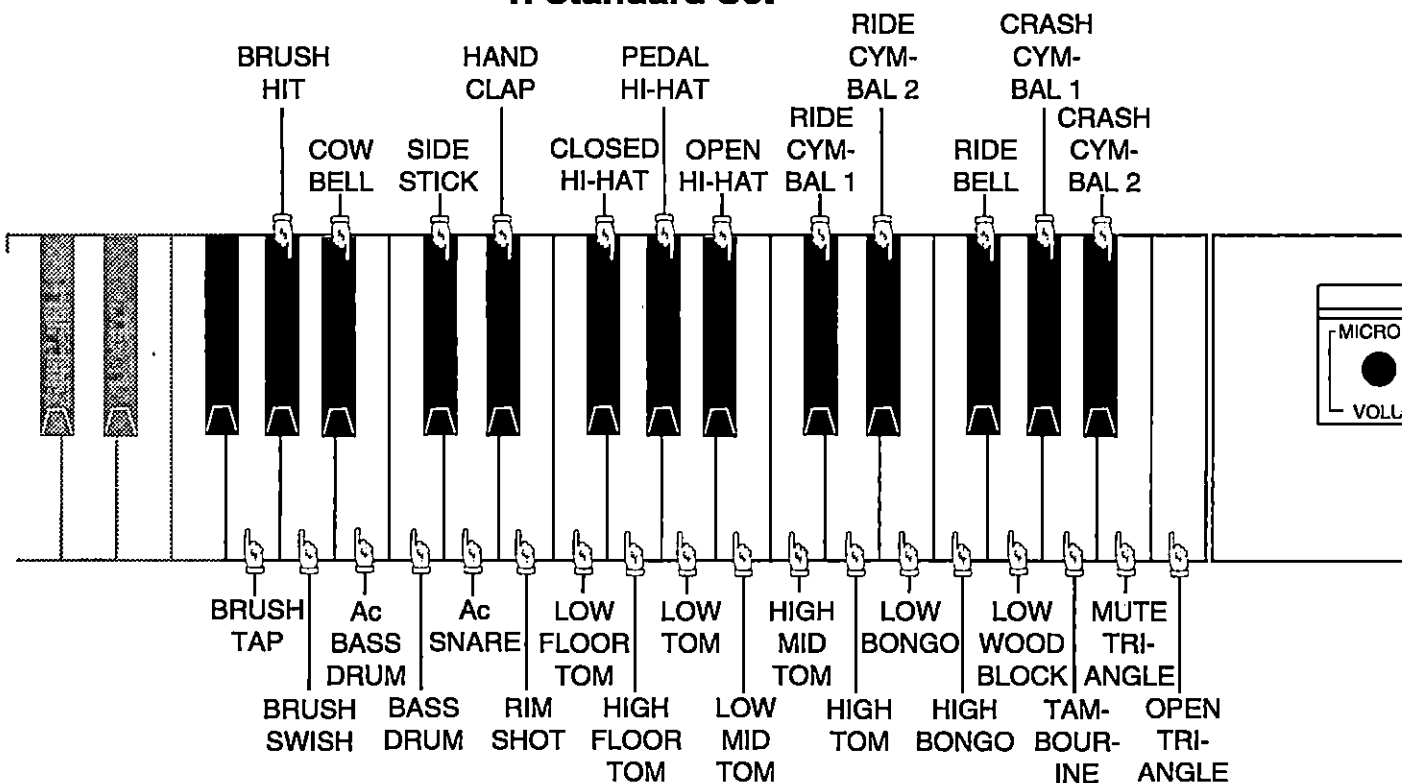 1. Standard Set
BRUSH
HIT
HAND
CLAP
PEDAL
HI-HAT
RIDE
CYM-
BAL 2
CRASH
CYM-
BAL 1
COW
BELL
SIDE
STICK
CLOSED
HI-HAT
OPEN
HI-HAT
RIDE
CYM-
BAL 1
RIDE
BELL
CRASH
CYM-
BAL 2
MICRO
VOLU
BRUSH
TAP
Ac
BASS
DRUM
Ac
SNARE
LOW
FLOOR
TOM
LOW
TOM
HIGH
MID
TOM
LOW
BONGO
LOW
WOOD
BLOCK
MUTE
TRI-
ANGLE
BRUSH
SWISH
BASS
DRUM
RIM
SHOT
HIGH
FLOOR
TOM
LOW
MID
TOM
HIGH
TOM
HIGH
BONGO
TAM-
BOUR-
INE
OPEN
TRI-
ANGLE